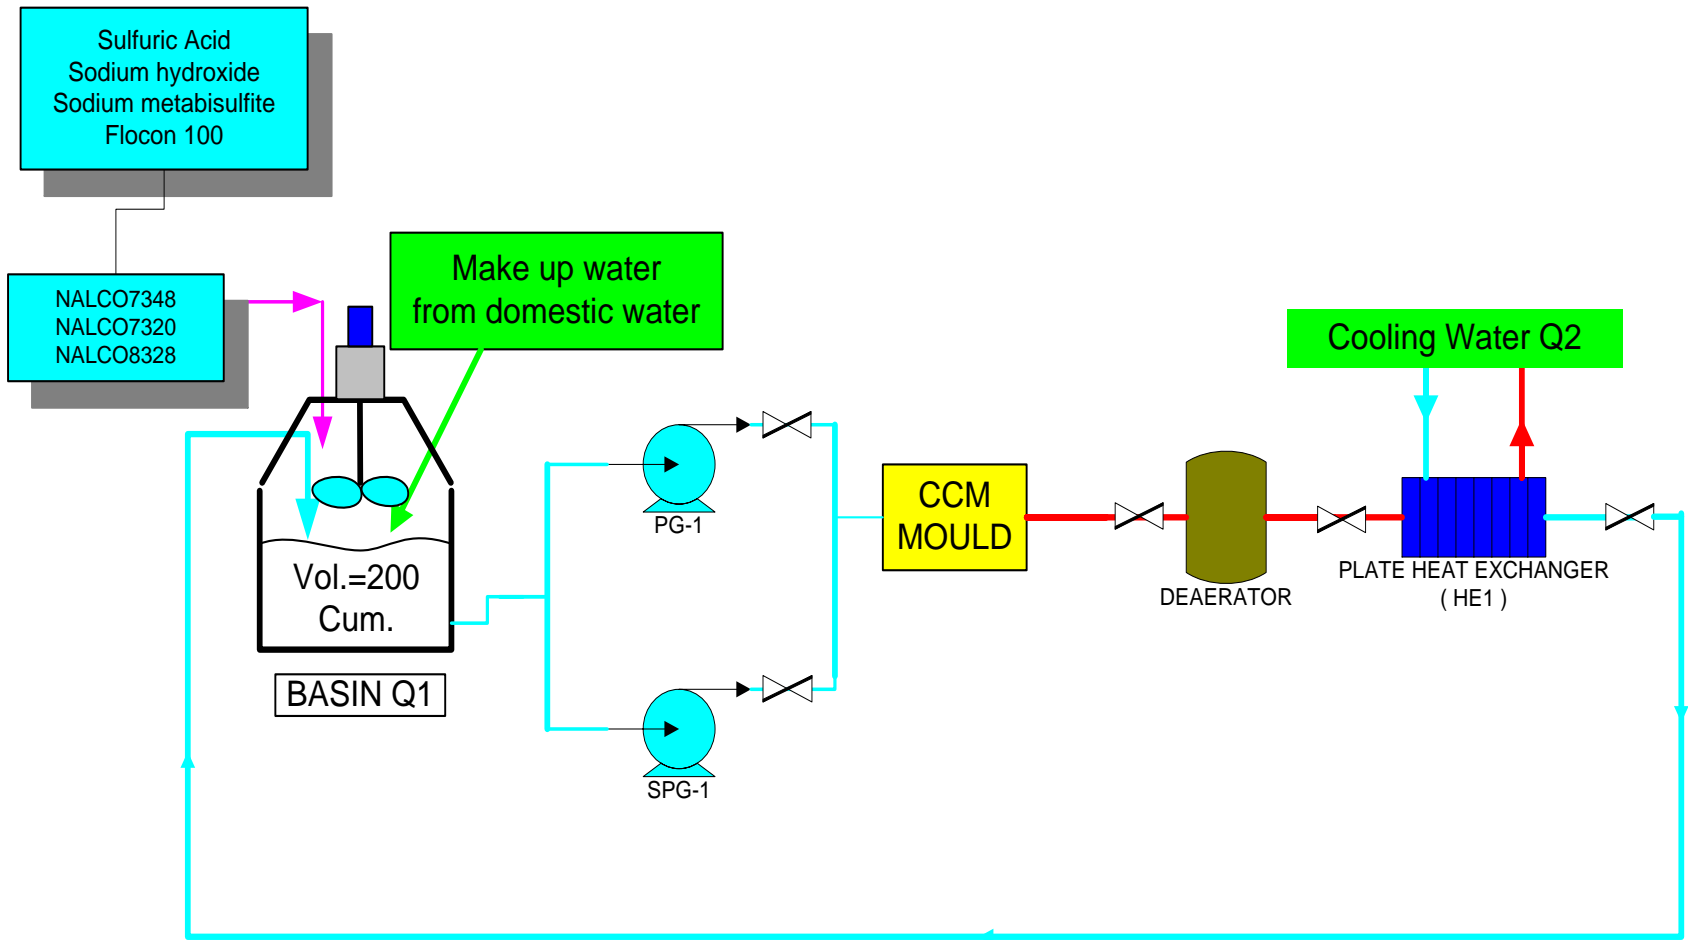 Sulfuric Acid
Sodium hydroxide
Sodium metabisulfite
Flocon 100
NALCO7348
NALCO7320
NALCO8328
Make up water
from domestic water
Cooling Water Q2
Vol.=200
Cum.
BASIN Q1
PG-1
SPG-1
CCM
MOULD
DEAERATOR
PLATE HEAT EXCHANGER
( HE1 )